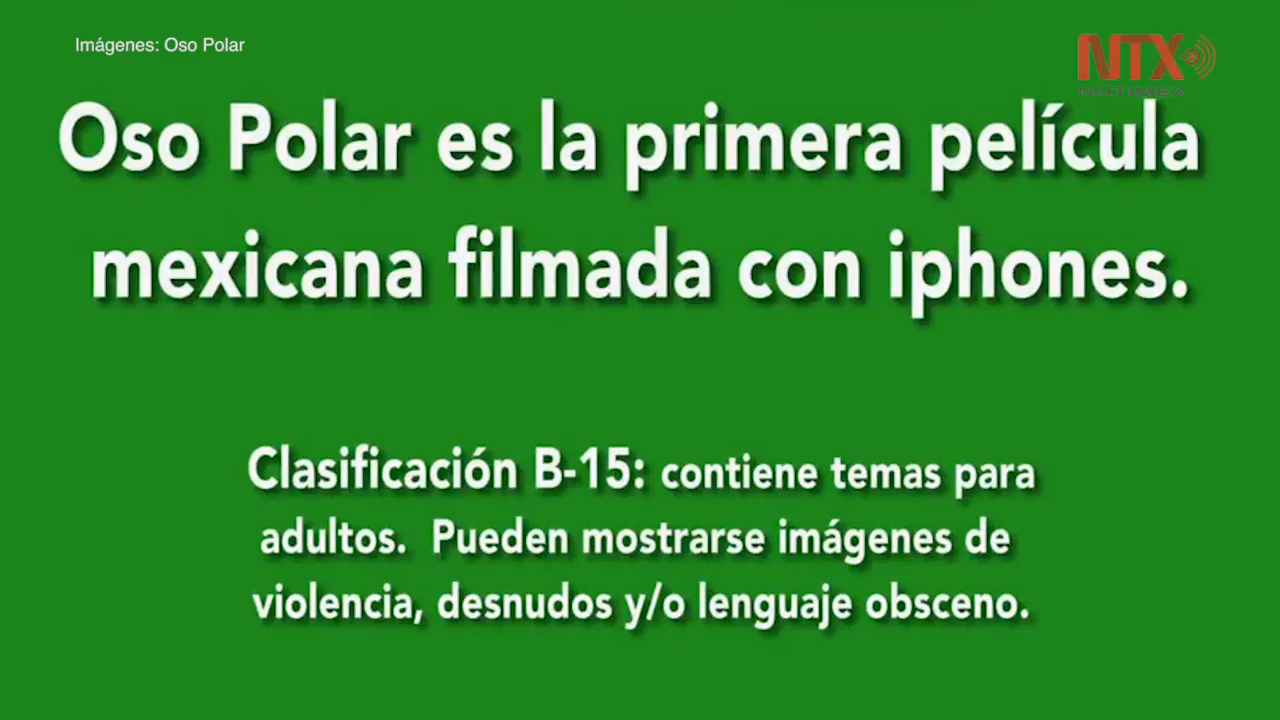 Imágenes: Oso Polar
NTX
NOTIMEX
Oso Polar es la primera película
mexicana filmada con iphones.
Clasificación B-15: contiene temas para
adultos. Pueden mostrarse imágenes de
violencia, desnudos y/o lenguaje obsceno.